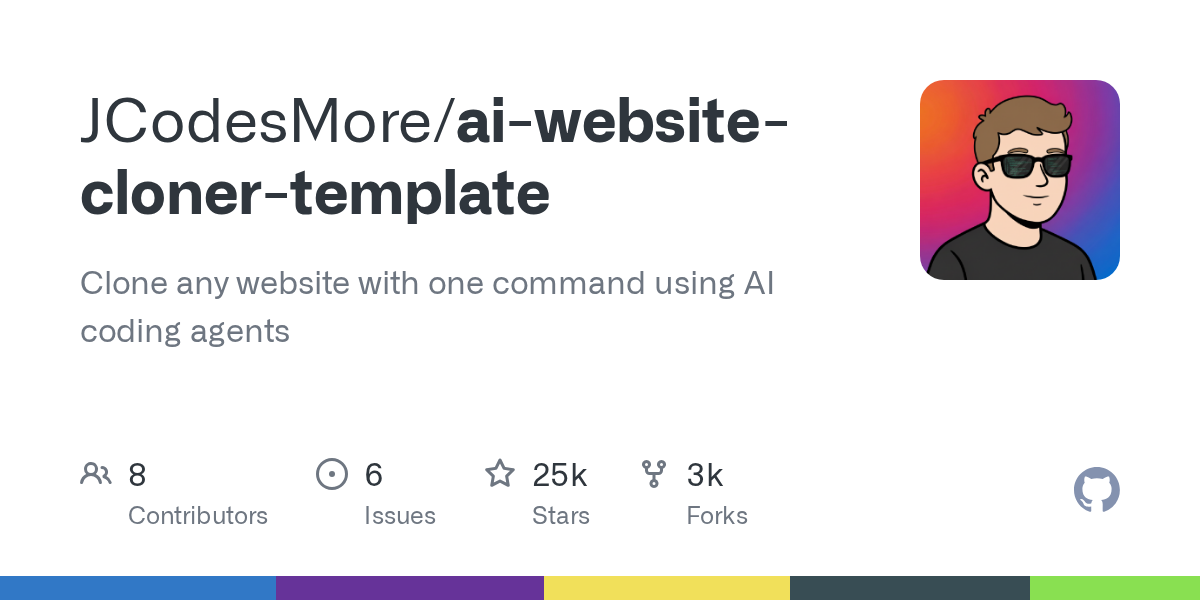 JCodesMore/ai-website-
cloner-template
Clone any website with one command using AI
coding agents
8
Contributors
6
Issues
25k
Stars
3k
Forks